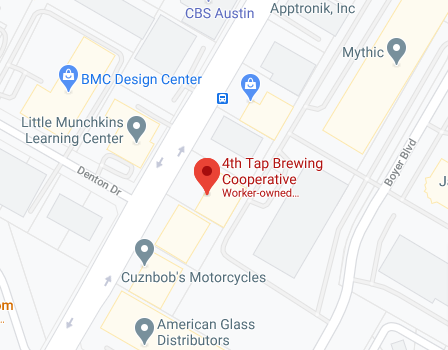 CBS Austin
Apptronik, Inc
Mythic
BMC Design Center
Little Munchkins
Learning Center
4th Tap Brewing
Cooperative
Worker-owned...
Denton Dr
Boyer Blvd
Cuznbob's Motorcycles
American Glass
Distributors